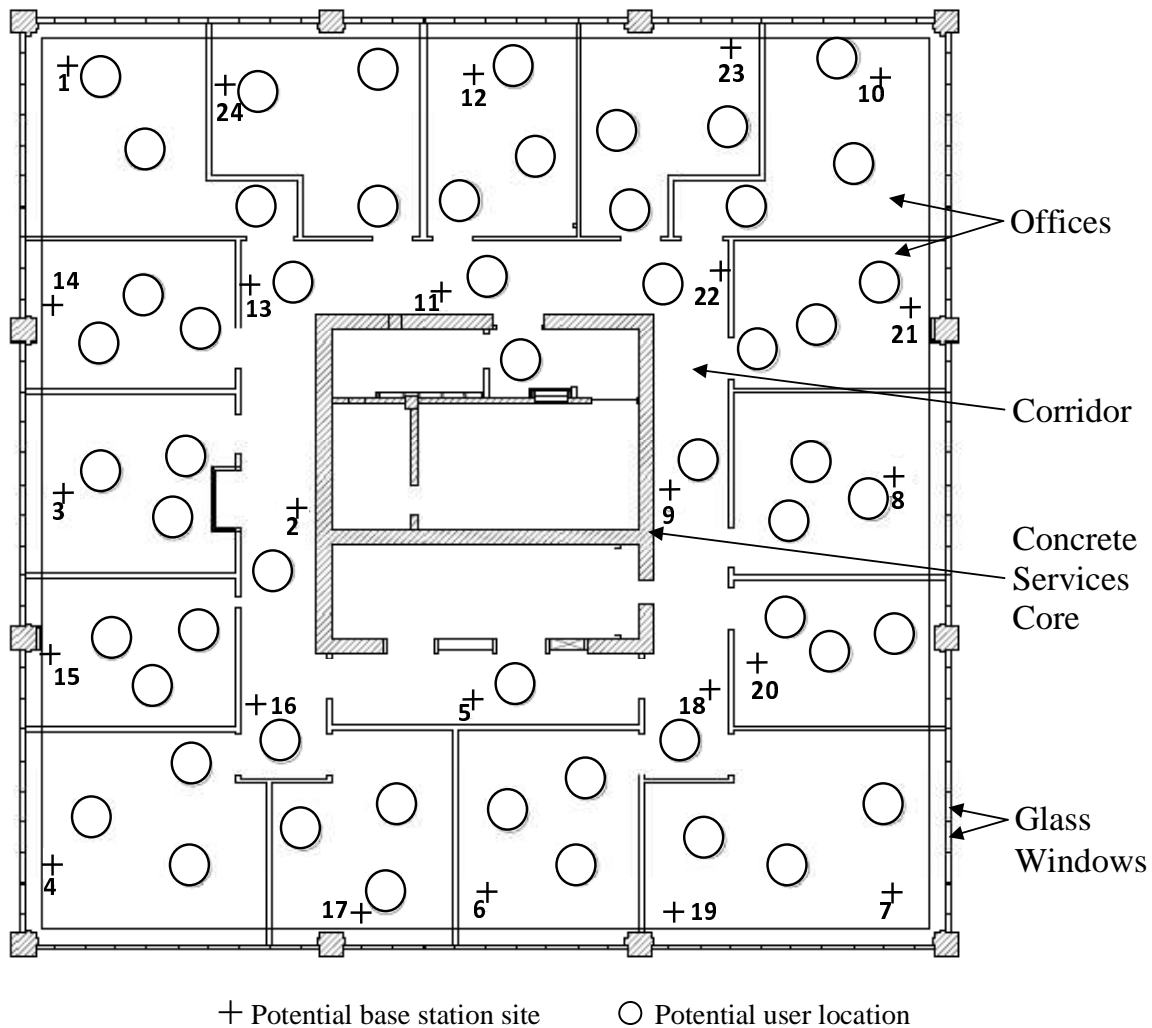 1
24
12
23
10
Offices
14
13
11
22
21
Corridor
3
2
9
8
Concrete
Services
Core
15
16
5
18
20
Glass
Windows
4
17
6
19
7
Potential base station site
Potential user location